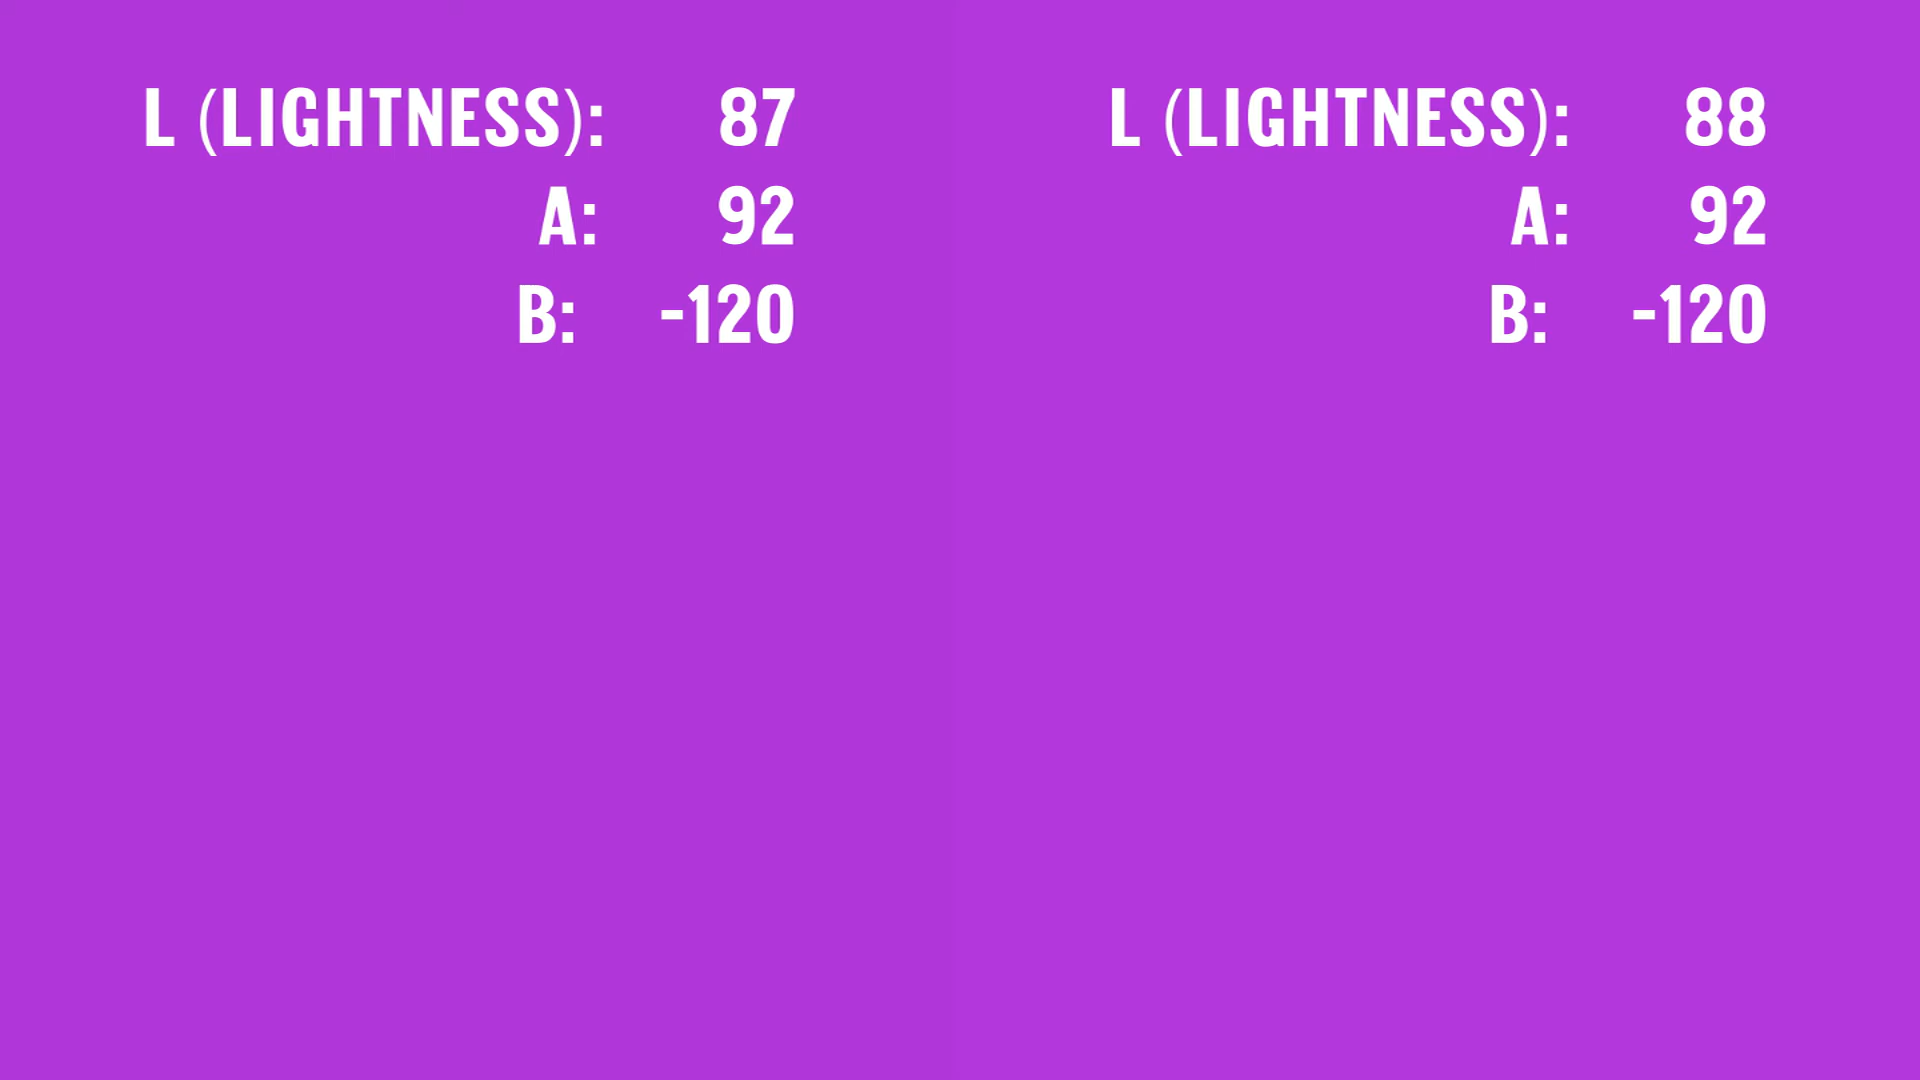 L (LIGHTNESS): 87
A: 92
B: -120
L (LIGHTNESS): 88
A: 92
B: -120